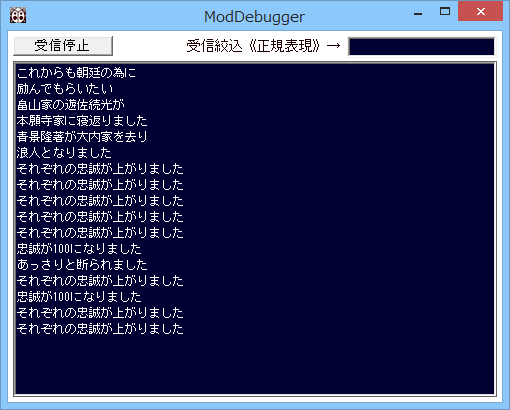 ModDebugger
受信停止
受信絞込《正規表現》→
これからも朝廷の為に
励んでもらいたい
畠山家の遊佐続光が
本願寺家に寝返りました
青景隆著が大内家を去り
浪人となりました
それぞれの忠誠が上がりました
それぞれの忠誠が上がりました
それぞれの忠誠が上がりました
それぞれの忠誠が上がりました
それぞれの忠誠が上がりました
忠誠が100になりました
あっさりと断られました
それぞれの忠誠が上がりました
忠誠が100になりました
それぞれの忠誠が上がりました
それぞれの忠誠が上がりました